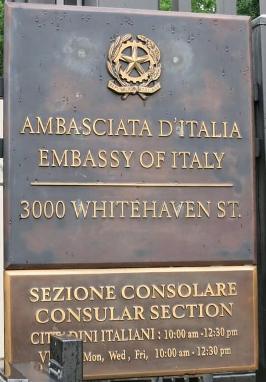 AMBASCIATA D'ITALIA
EMBASSY OF ITALY
3000 WHITEHAVEN ST.
SEZIONE CONSOLARE
CONSULAR SECTION
ITALIANI : 10:00 am -12:30 pm
Mon, Wed, Fri, 10:00 am -12:30 pm